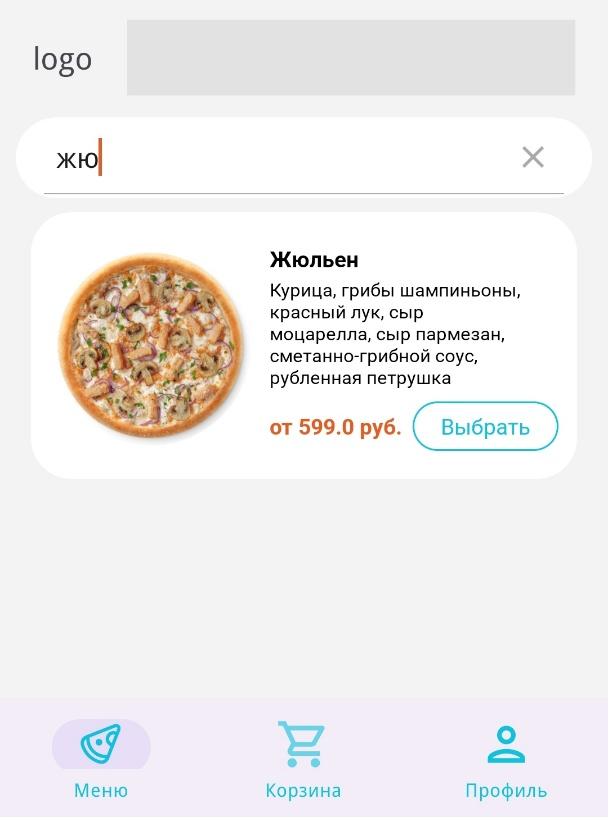 logo
жю
Жюльен
Курица, грибы шампиньоны,
красный лук, сыр
моцарелла, сыр пармезан,
сметанно-грибной соус,
рубленная петрушка
от 599.0 руб.
Выбрать
Меню
Корзина
Профиль